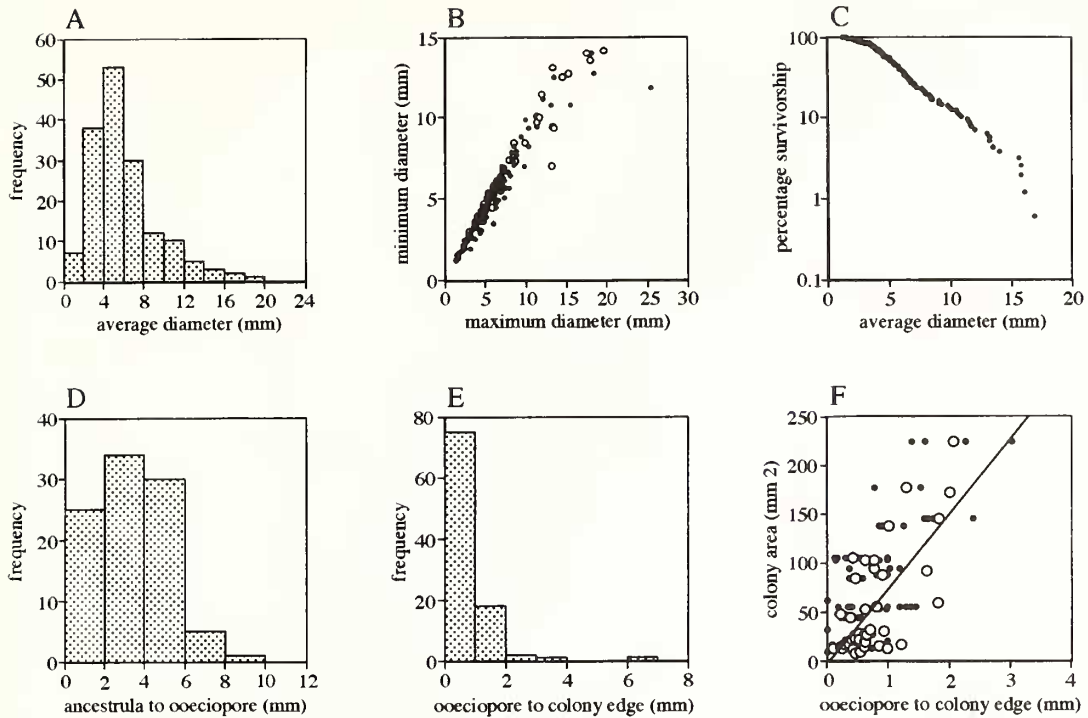 A
60
50
40
30
20
10
0
frequency
0 4 8 12 16 20 24
average diameter (mm)
B
15
10
5
0
minimum diameter (mm)
0 5 10 15 20 25 30
maximum diameter (mm)
C
100
10
1
0.1
percentage survivorship
0 5 10 15 20
average diameter (mm)
D
40
30
20
10
0
frequency
0 2 4 6 8 10 12
ancestrula to ooeciopore (mm)
E
80
60
40
20
0
frequency
0 2 4 6 8
ooeciopore to colony edge (mm)
F
250
200
150
100
50
0
colony area (mm 2)
0 1 2 3 4
ooeciopore to colony edge (mm)